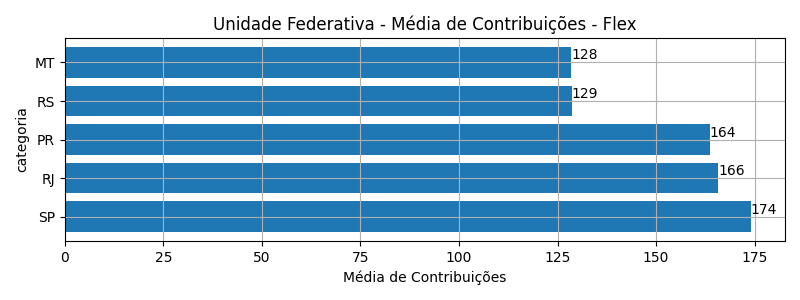 Unidade Federativa - Média de Contribuições - Flex
categoria
MT 128
RS 129
PR 164
RJ 166
SP 174
0 25 50 75 100 125 150 175
Média de Contribuições